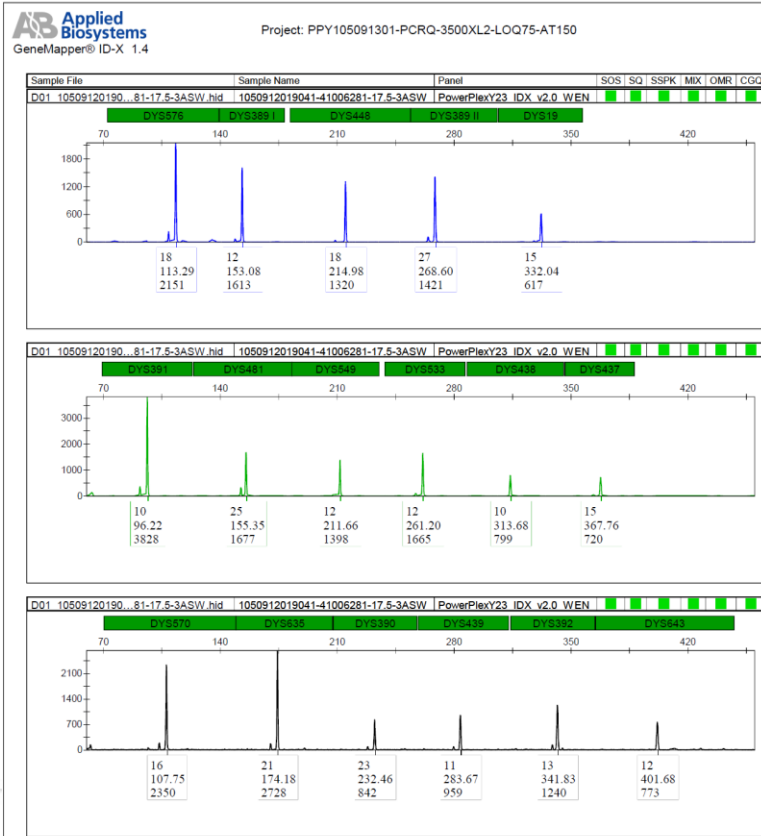 AB Applied Biosystems
GeneMapper® ID-X 1.4
Project: PPY105091301-PCRQ-3500XL2-LOQ75-AT150
Sample File Sample Name Panel SOS SQ SSPK MIX OMR CGQ
D01_10509120190...81-17.5-3ASW.hid 1050912019041-41006281-17.5-3ASW PowerPlexY23_IDX_v2.0_WEN
DYS576 DYS389 I DYS448 DYS389 II DYS19
70 140 210 280 350 420
1800
1200
600
0
18 12 18 27 15
113.29 153.08 214.98 268.60 332.04
2151 1613 1320 1421 617
D01_10509120190...81-17.5-3ASW.hid 1050912019041-41006281-17.5-3ASW PowerPlexY23_IDX_v2.0_WEN
DYS391 DYS481 DYS549 DYS533 DYS438 DYS437
70 140 210 280 350 420
3000
2000
1000
0
10 25 12 12 10 15
96.22 155.35 211.66 261.20 313.68 367.76
3828 1677 1398 1665 799 720
D01_10509120190...81-17.5-3ASW.hid 1050912019041-41006281-17.5-3ASW PowerPlexY23_IDX_v2.0_WEN
DYS570 DYS635 DYS390 DYS439 DYS392 DYS643
70 140 210 280 350 420
2100
1400
700
0
16 21 23 11 13 12
107.75 174.18 232.46 283.67 341.83 401.68
2350 2728 842 959 1240 773